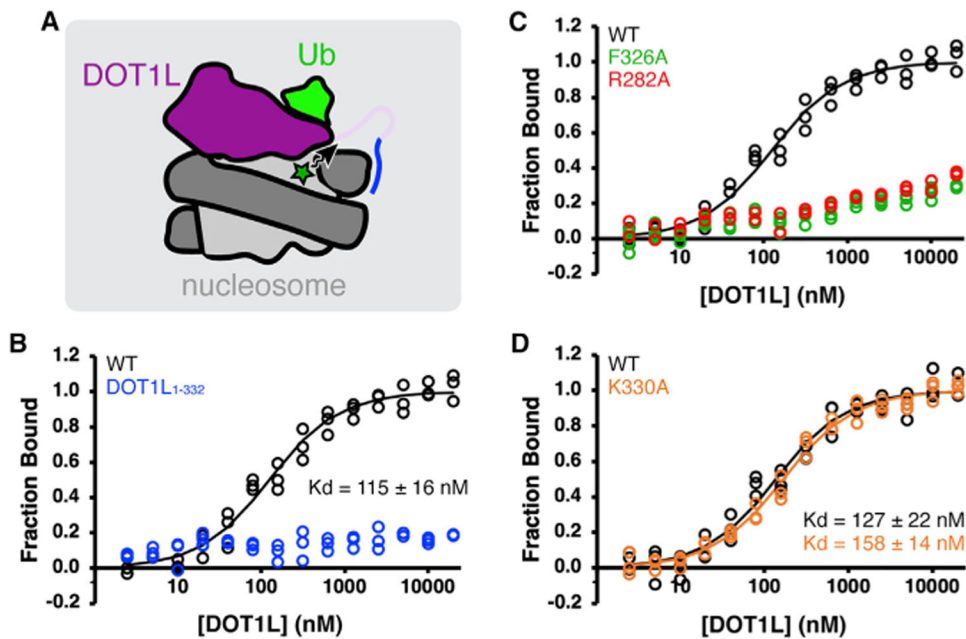 A
DOT1L
Ub
nucleosome
B
WT
DOT1L1-332
Fraction Bound
1.2
1.0
0.8
0.6
0.4
0.2
0.0
-0.2
Kd = 115 ± 16 nM
10 100 1000 10000
[DOT1L] (nM)
C
WT
F326A
R282A
Fraction Bound
1.2
1.0
0.8
0.6
0.4
0.2
0.0
-0.2
10 100 1000 10000
[DOT1L] (nM)
D
WT
K330A
Fraction Bound
1.2
1.0
0.8
0.6
0.4
0.2
0.0
-0.2
Kd = 127 ± 22 nM
Kd = 158 ± 14 nM
10 100 1000 10000
[DOT1L] (nM)